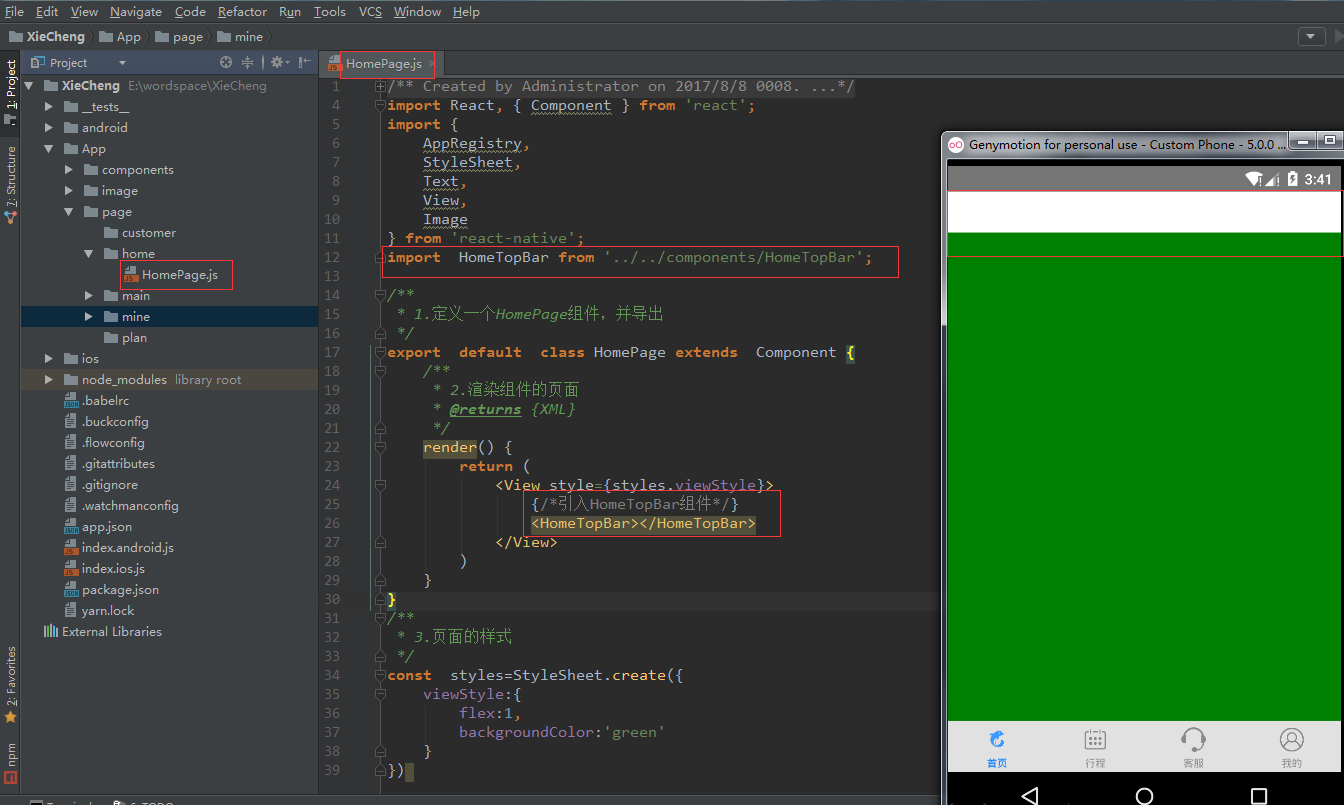 File Edit View Navigate Code Refactor Run Tools VCS Window Help
XieCheng App page mine
1: Project
7: Structure
2: Favorites
npm
Project
XieCheng E:\wordspace\XieCheng
__tests__
android
App
components
image
page
customer
home
HomePage.js
main
mine
plan
ios
node_modules library root
.babelrc
.buckconfig
.flowconfig
.gitattributes
.gitignore
.watchmanconfig
app.json
index.android.js
index.ios.js
package.json
yarn.lock
External Libraries
HomePage.js
1 /** Created by Administrator on 2017/8/8 0008. ...*/
4 import React, { Component } from 'react';
5 import {
6 AppRegistry,
7 StyleSheet,
8 Text,
9 View,
10 Image
11 } from 'react-native';
12 import HomeTopBar from '../../components/HomeTopBar';
13
14 /**
15 * 1.定义一个HomePage组件，并导出
16 */
17 export default class HomePage extends Component {
18 /**
19 * 2.渲染组件的页面
20 * @returns {XML}
21 */
22 render() {
23 return (
24 <View style={styles.viewStyle}>
25 {/*引入HomeTopBar组件*/}
26 <HomeTopBar></HomeTopBar>
27 </View>
28 )
29 }
30 }
31 /**
32 * 3.页面的样式
33 */
34 const styles=StyleSheet.create({
35 viewStyle:{
36 flex:1,
37 backgroundColor:'green'
38 }
39 })
Genymotion for personal use - Custom Phone - 5.0.0 ...
3:41
首页 行程 客服 我的